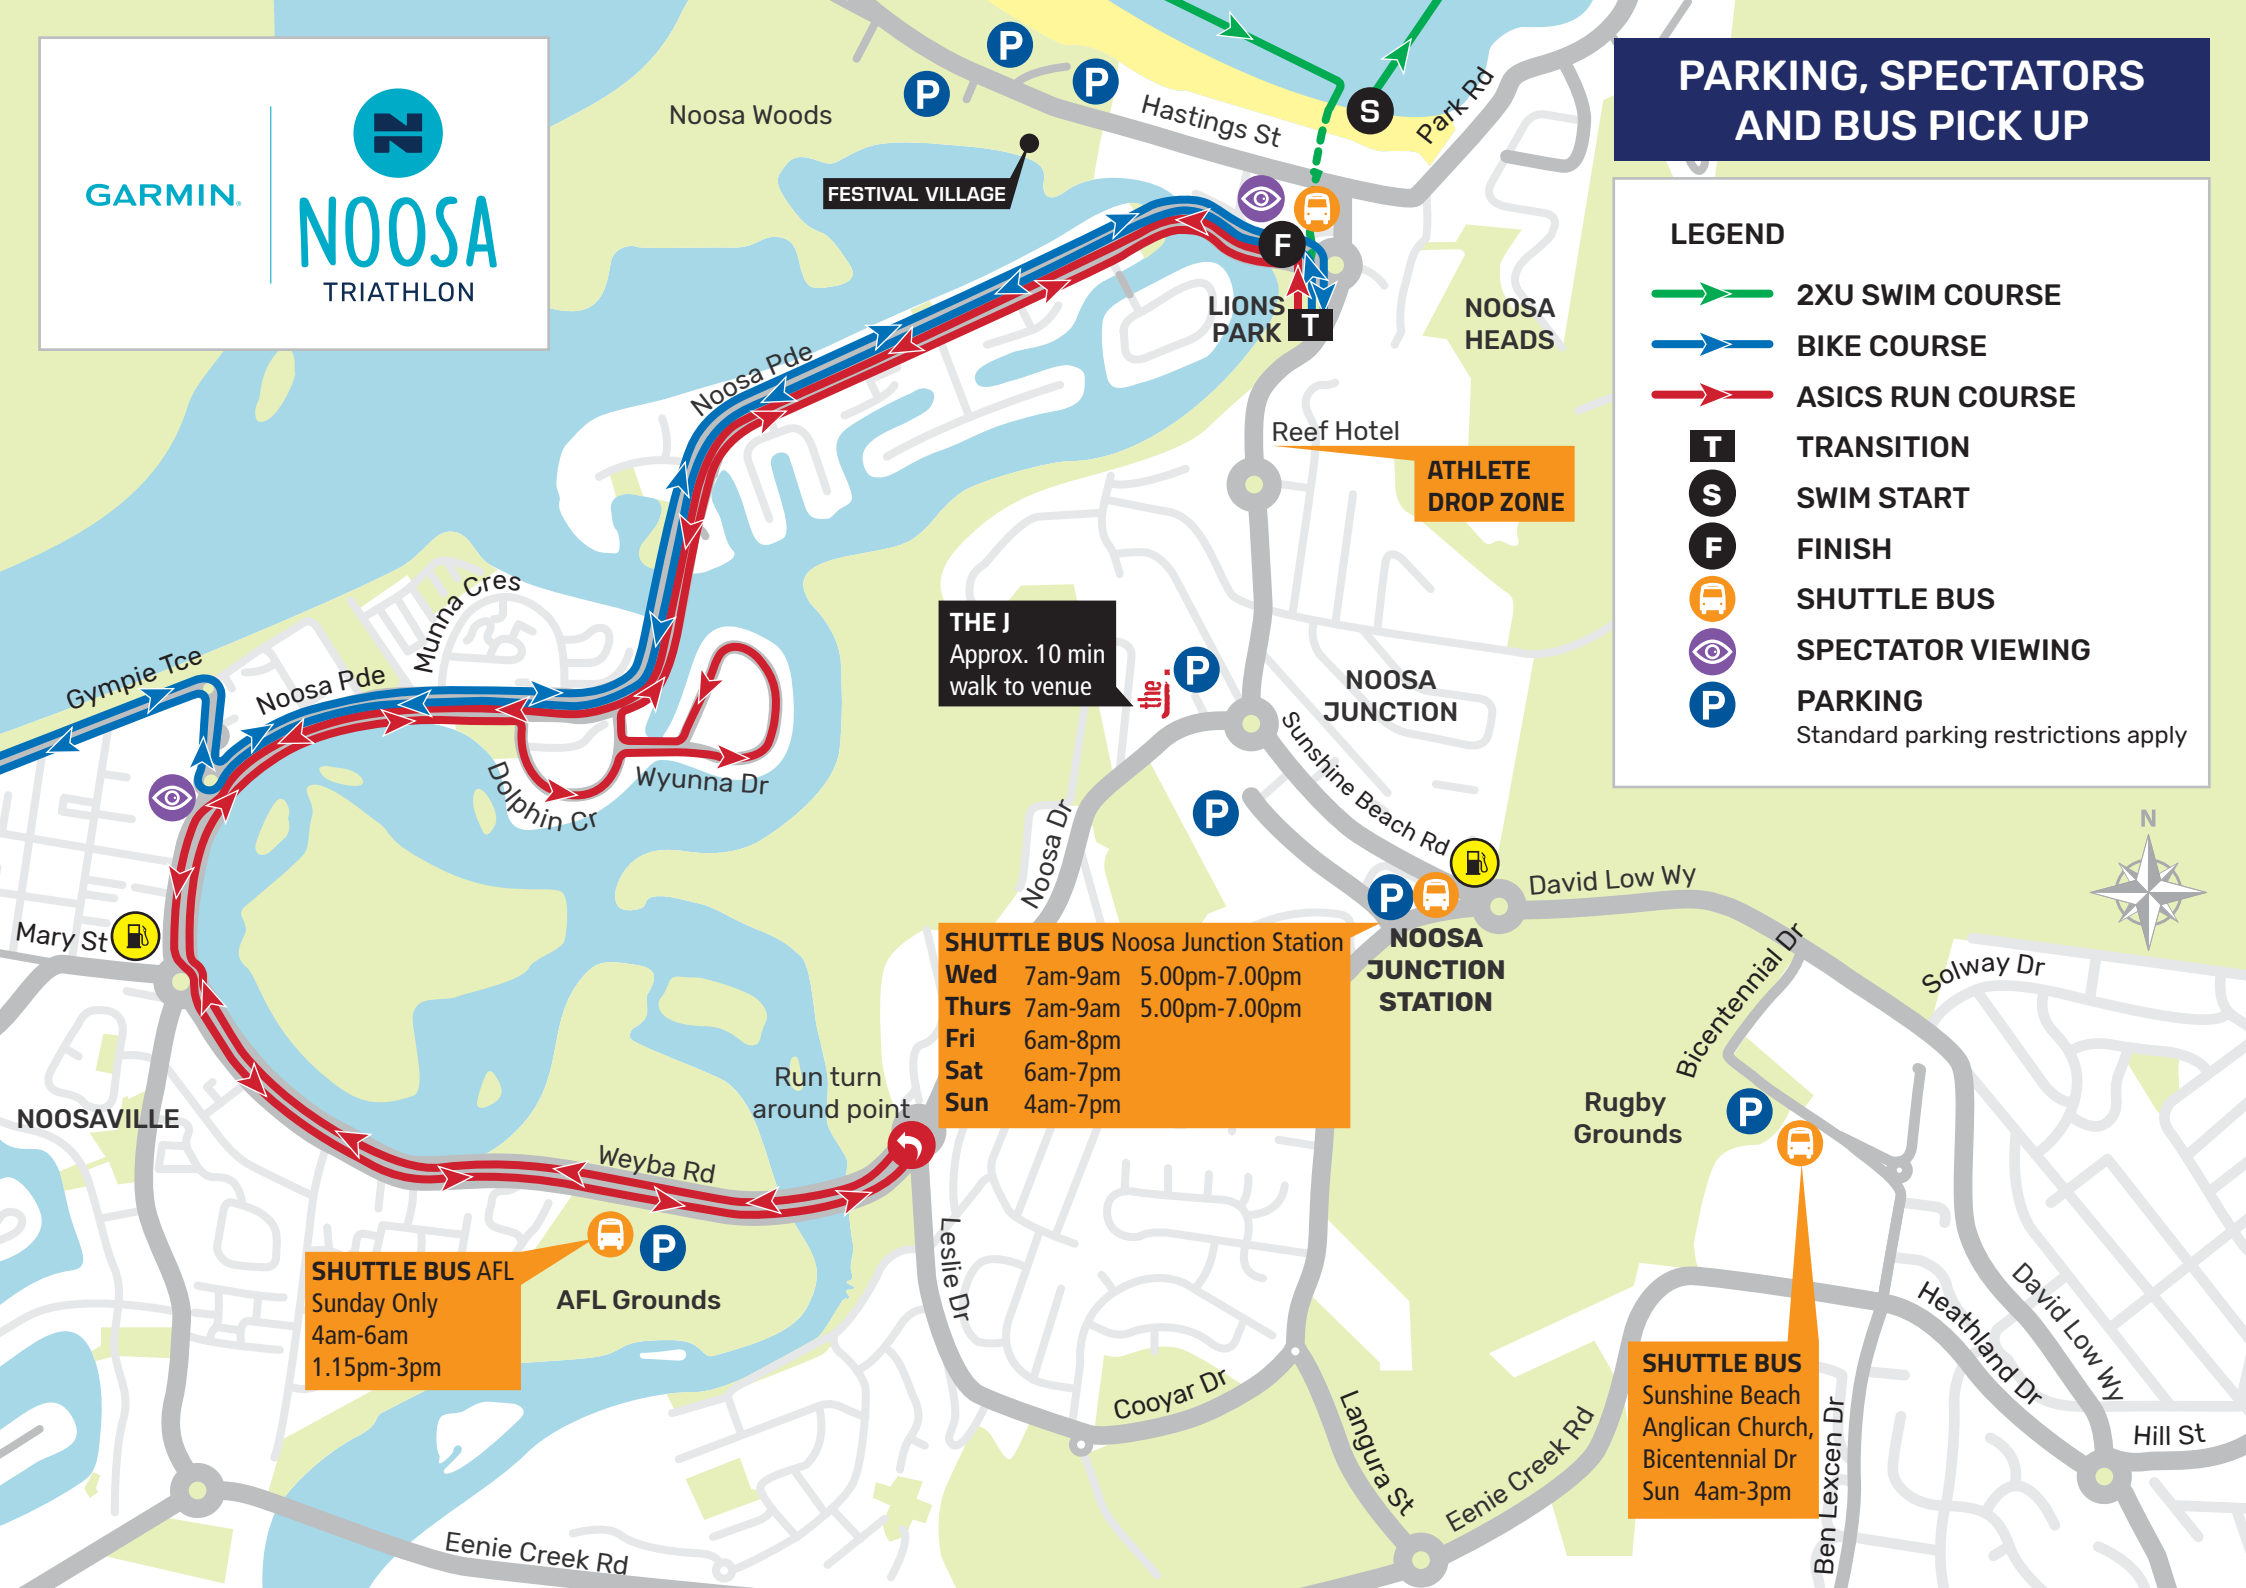 GARMIN.
NOOSA
TRIATHLON
PARKING, SPECTATORS
AND BUS PICK UP
LEGEND
2XU SWIM COURSE
BIKE COURSE
ASICS RUN COURSE
T TRANSITION
S SWIM START
F FINISH
SHUTTLE BUS
SPECTATOR VIEWING
P PARKING
Standard parking restrictions apply
N
P
P
P
Noosa Woods
Hastings St
S
Park Rd
FESTIVAL VILLAGE
F
LIONS
PARK
T
NOOSA
HEADS
Noosa Pde
Reef Hotel
ATHLETE
DROP ZONE
Munna Cres
Gympie Tce
Noosa Pde
THE J
Approx. 10 min
walk to venue
the J.
P
NOOSA
JUNCTION
Sunshine Beach Rd
Dolphin Cr
Wyunna Dr
P
Noosa Dr
David Low Wy
Mary St
P
NOOSA
JUNCTION
STATION
SHUTTLE BUS Noosa Junction Station
Wed 7am-9am 5.00pm-7.00pm
Thurs 7am-9am 5.00pm-7.00pm
Fri 6am-8pm
Sat 6am-7pm
Sun 4am-7pm
Bicentennial Dr
Solway Dr
Run turn
around point
NOOSAVILLE
Rugby
Grounds
P
Weyba Rd
P
SHUTTLE BUS AFL
Sunday Only
4am-6am
1.15pm-3pm
AFL Grounds
Leslie Dr
Heathland Dr
David Low Wy
SHUTTLE BUS
Sunshine Beach
Anglican Church,
Bicentennial Dr
Sun 4am-3pm
Cooyar Dr
Langura St
Eenie Creek Rd
Ben Lexcen Dr
Hill St
Eenie Creek Rd